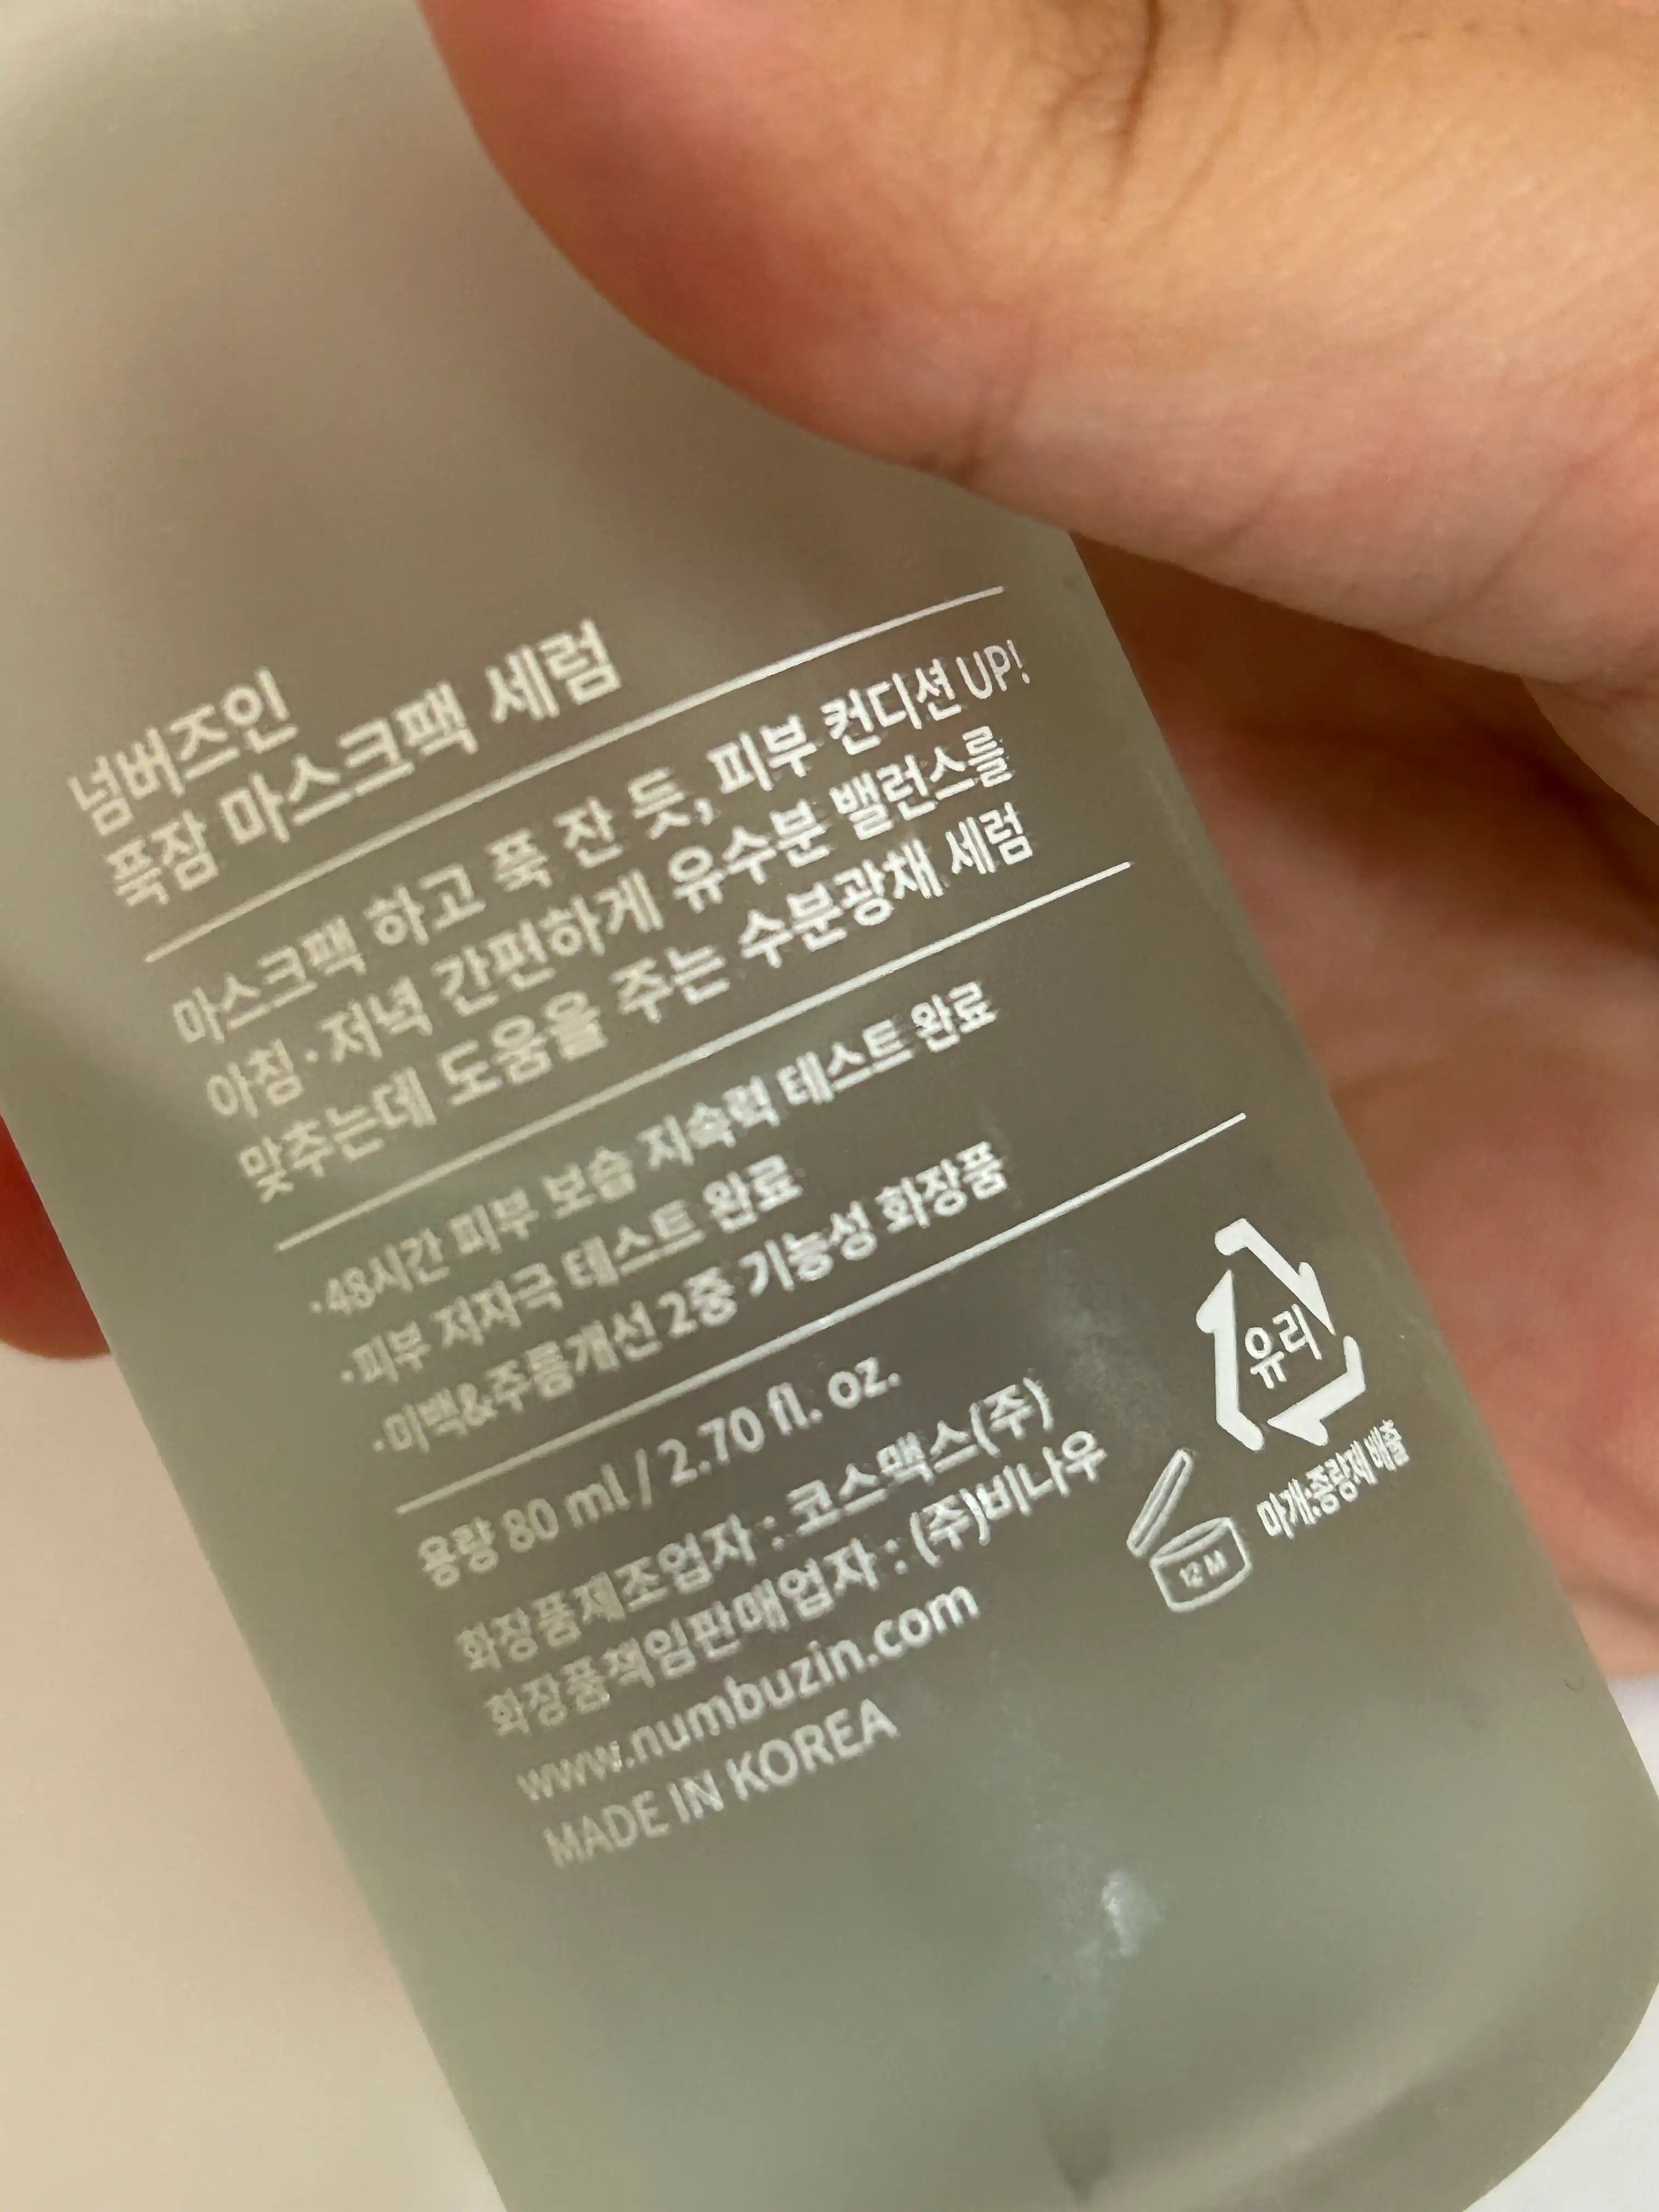 넘버즈인
푹잠 마스크팩 세럼
마스크팩 하고 푹 잔 듯, 피부 컨디션 UP!
아침·저녁 간편하게 유수분 밸런스를
맞추는데 도움을 주는 수분광채 세럼
·48시간 피부 보습 지속력 테스트 완료
·피부 저자극 테스트 완료
·미백&주름개선 2중 기능성 화장품
용량 80 ml / 2.70 fl. oz.
화장품제조업자 : 코스맥스(주)
화장품책임판매업자 : (주)비나우
www.numbuzin.com
MADE IN KOREA
유리
마개:종량제 배출
12 M